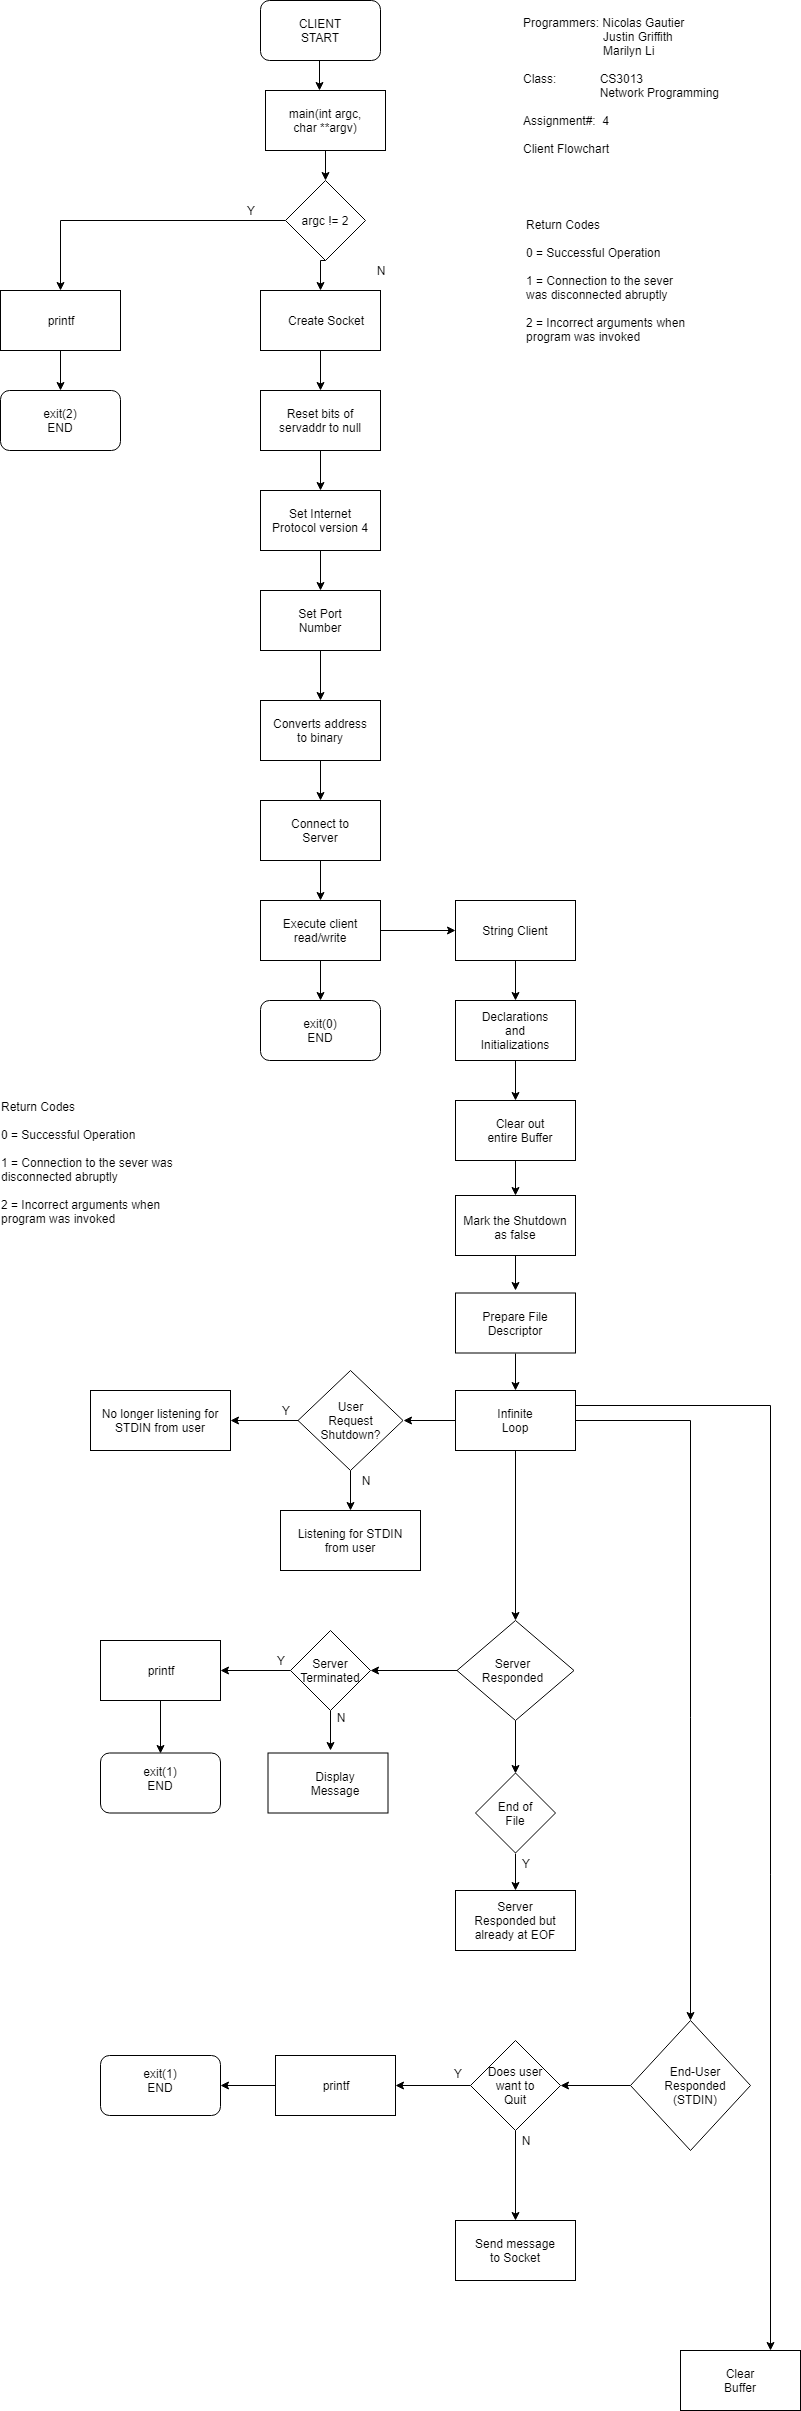 CLIENT
START
Programmers: Nicolas Gautier
Justin Griffith
Marilyn Li
Class: CS3013
Network Programming
Assignment#: 4
Client Flowchart
main(int argc,
char **argv)
argc != 2
Y
N
Return Codes
0 = Successful Operation
1 = Connection to the sever
was disconnected abruptly
2 = Incorrect arguments when
program was invoked
printf
Create Socket
exit(2)
END
Reset bits of
servaddr to null
Set Internet
Protocol version 4
Set Port
Number
Converts address
to binary
Connect to
Server
Execute client
read/write
String Client
exit(0)
END
Declarations
and
Initializations
Return Codes
0 = Successful Operation
1 = Connection to the sever was
disconnected abruptly
2 = Incorrect arguments when
program was invoked
Clear out
entire Buffer
Mark the Shutdown
as false
Prepare File
Descriptor
No longer listening for
STDIN from user
Y
User
Request
Shutdown?
Infinite
Loop
N
Listening for STDIN
from user
printf
Y
Server
Terminated
Server
Responded
N
exit(1)
END
Display
Message
End of
File
Y
Server
Responded but
already at EOF
exit(1)
END
printf
Y
Does user
want to
Quit
End-User
Responded
(STDIN)
N
Send message
to Socket
Clear
Buffer